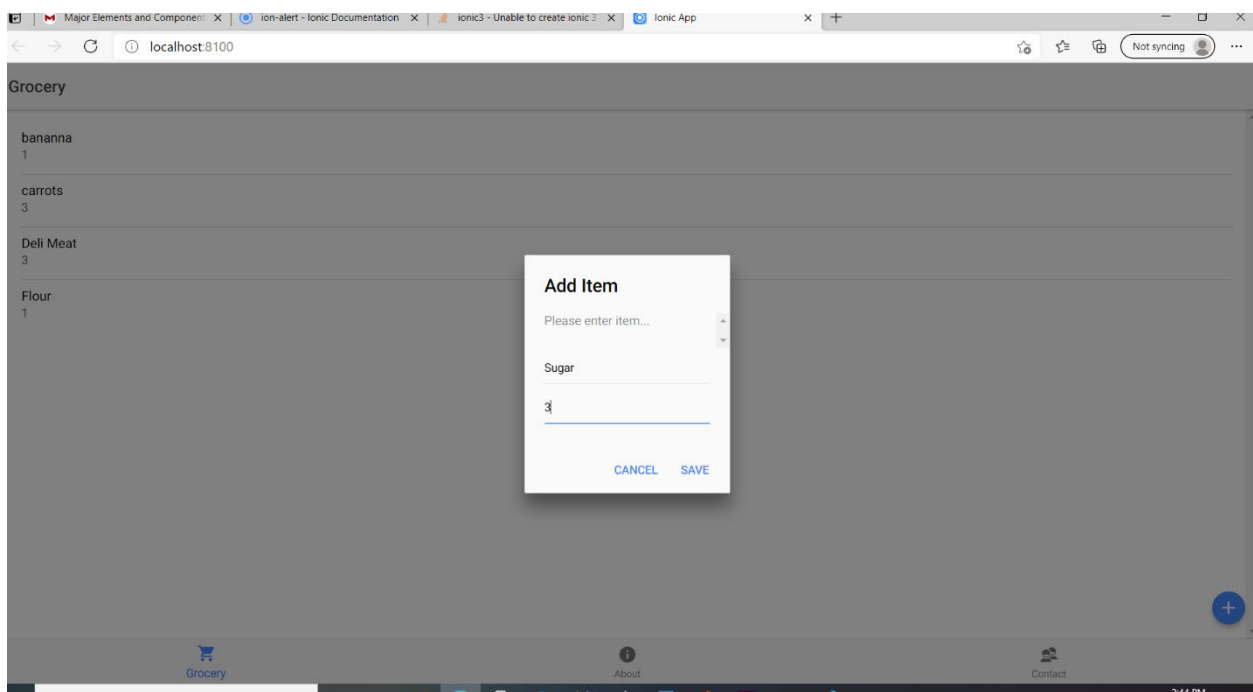 Major Elements and Component
ion-alert - Ionic Documentation
ionic3 - Unable to create ionic 3
Ionic App
localhost:8100
Not syncing
Grocery
bananna
1
carrots
3
Deli Meat
3
Flour
1
Add Item
Please enter item...
Sugar
3
CANCEL SAVE
Grocery
About
Contact